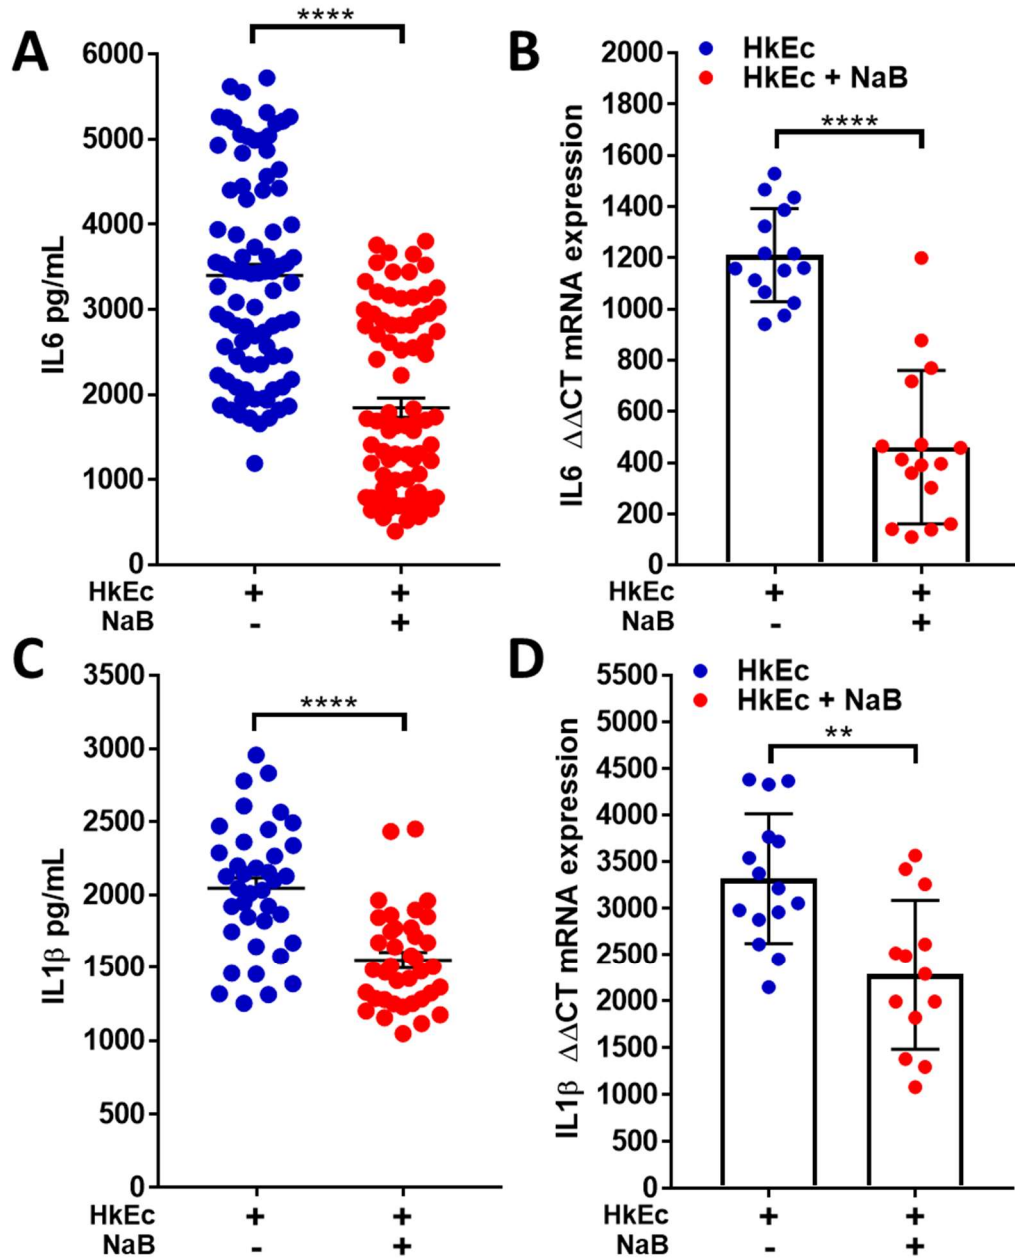 A
****
6000
5000
4000
3000
2000
1000
0
IL6 pg/mL
HkEc + +
NaB - +
B
HkEc
HkEc + NaB
****
2000
1800
1600
1400
1200
1000
800
600
400
200
0
IL6 ΔΔCT mRNA expression
HkEc + +
NaB - +
C
****
3500
3000
2500
2000
1500
1000
500
0
IL1β pg/mL
HkEc + +
NaB - +
D
HkEc
HkEc + NaB
**
5500
5000
4500
4000
3500
3000
2500
2000
1500
1000
500
0
IL1β ΔΔCT mRNA expression
HkEc + +
NaB - +